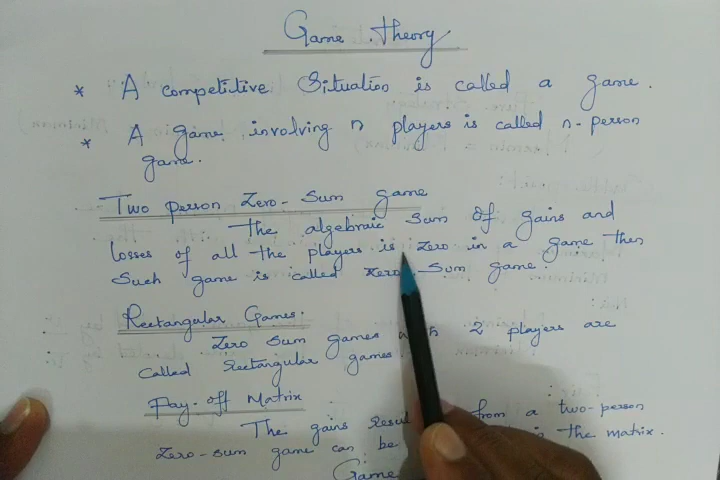 Game Theory
* A competitive Situation is called a game.
* A game involving n players is called n-person
game.
Two person Zero-Sum game
The algebraic Sum of gains and
losses of all the players is Zero in a game then
Such game is called Zero-Sum game.
Rectangular Games.
Zero Sum games 2 players are
called rectangular games
Pay-off Matrix
The gains from a two-person
Zero-sum game can be the matrix.
Game